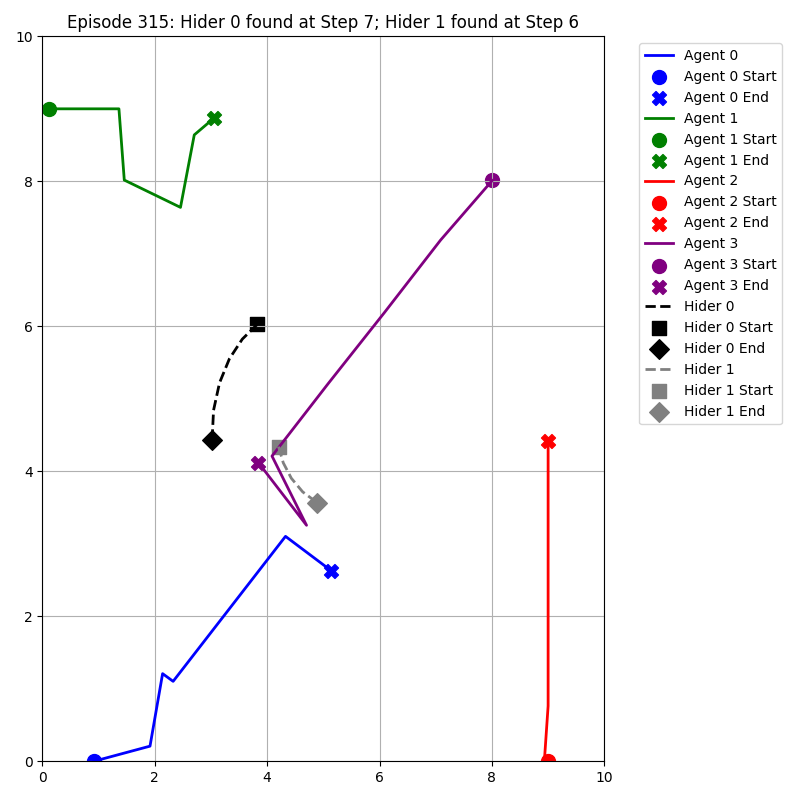 Episode 315: Hider 0 found at Step 7; Hider 1 found at Step 6
10
8
6
4
2
0
0
2
4
6
8
10
Agent 0
Agent 0 Start
Agent 0 End
Agent 1
Agent 1 Start
Agent 1 End
Agent 2
Agent 2 Start
Agent 2 End
Agent 3
Agent 3 Start
Agent 3 End
Hider 0
Hider 0 Start
Hider 0 End
Hider 1
Hider 1 Start
Hider 1 End